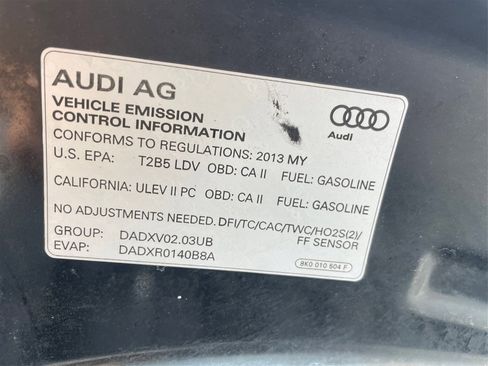 AUDI AG
VEHICLE EMISSION
CONTROL INFORMATION
Audi
CONFORMS TO REGULATIONS: 2013 MY
U.S. EPA: T2B5 LDV OBD: CA II FUEL: GASOLINE
CALIFORNIA: ULEV II PC OBD: CA II FUEL: GASOLINE
NO ADJUSTMENTS NEEDED. DFI/TC/CAC/TWC/HO2S(2)/
FF SENSOR
GROUP: DADXV02.03UB
EVAP: DADXR0140B8A
8K0 010 504 F